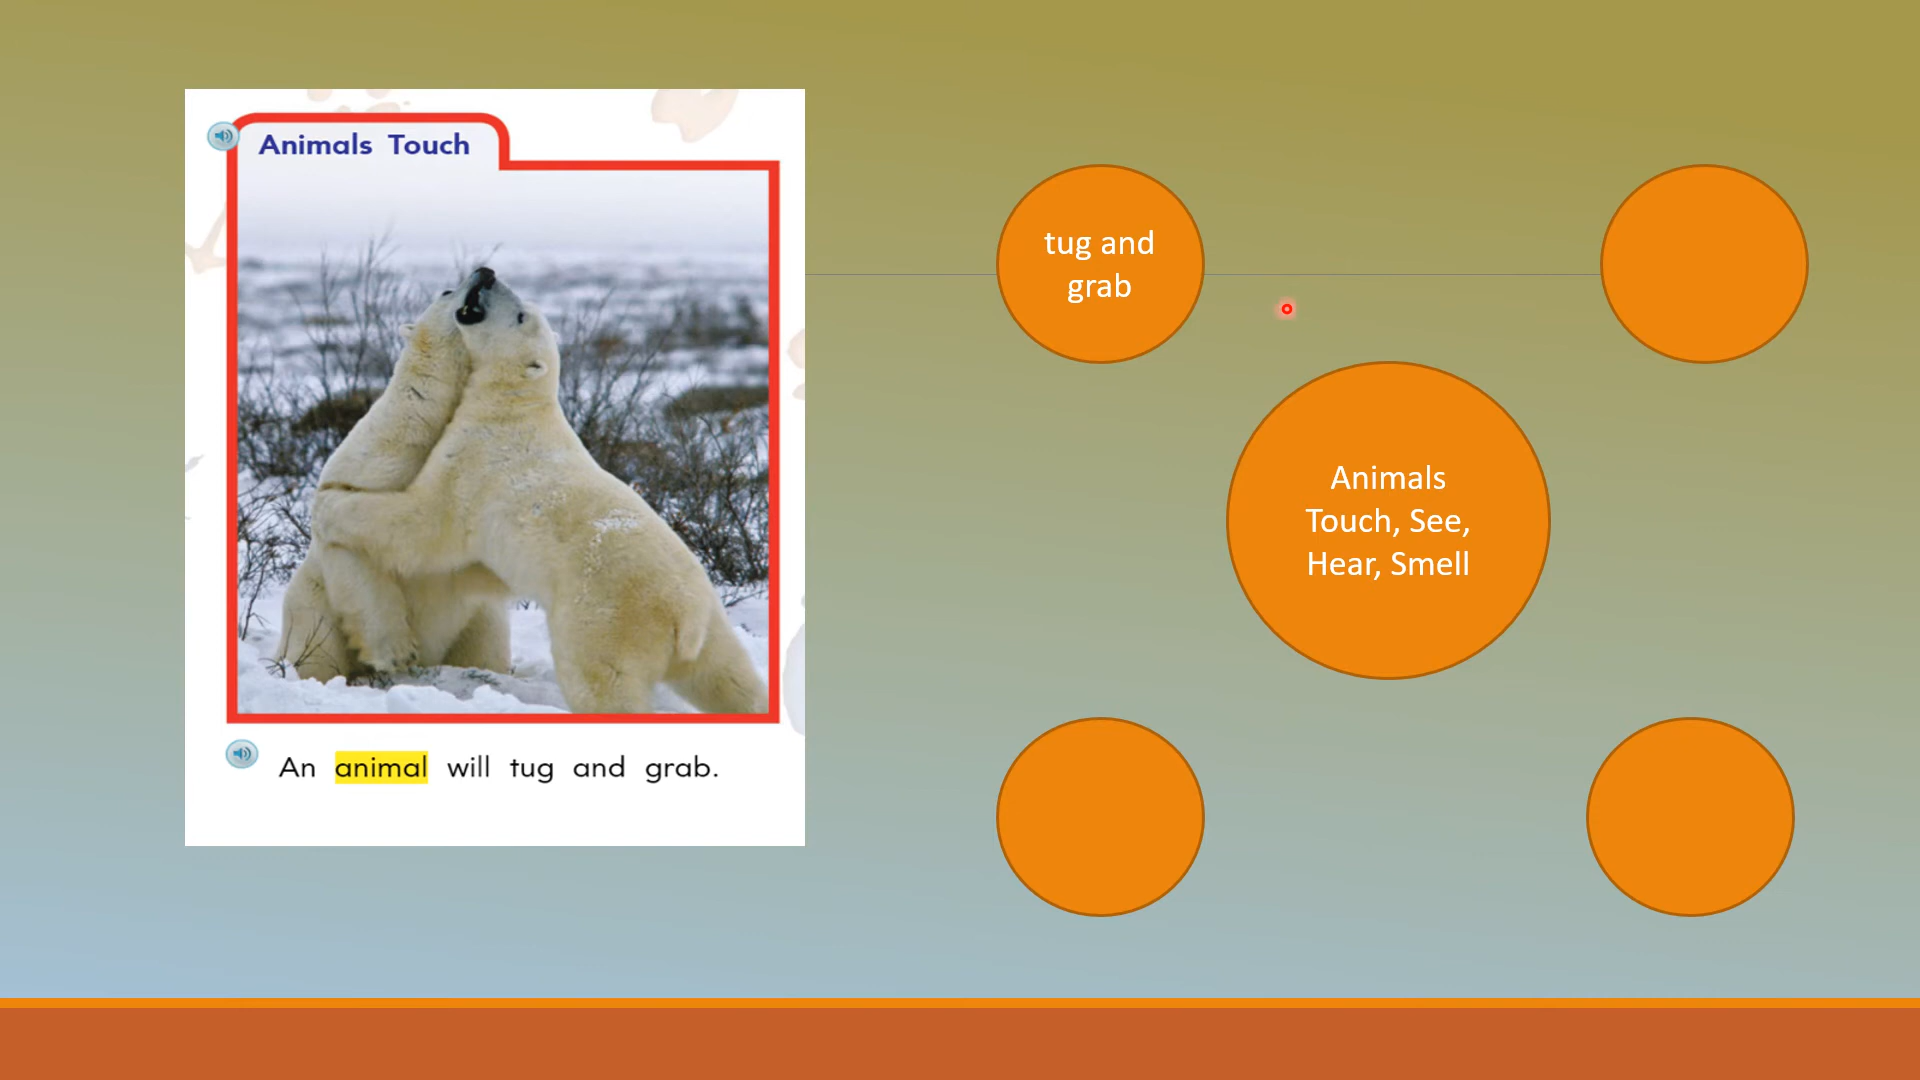 Animals Touch
An animal will tug and grab.
tug and
grab
Animals
Touch, See,
Hear, Smell